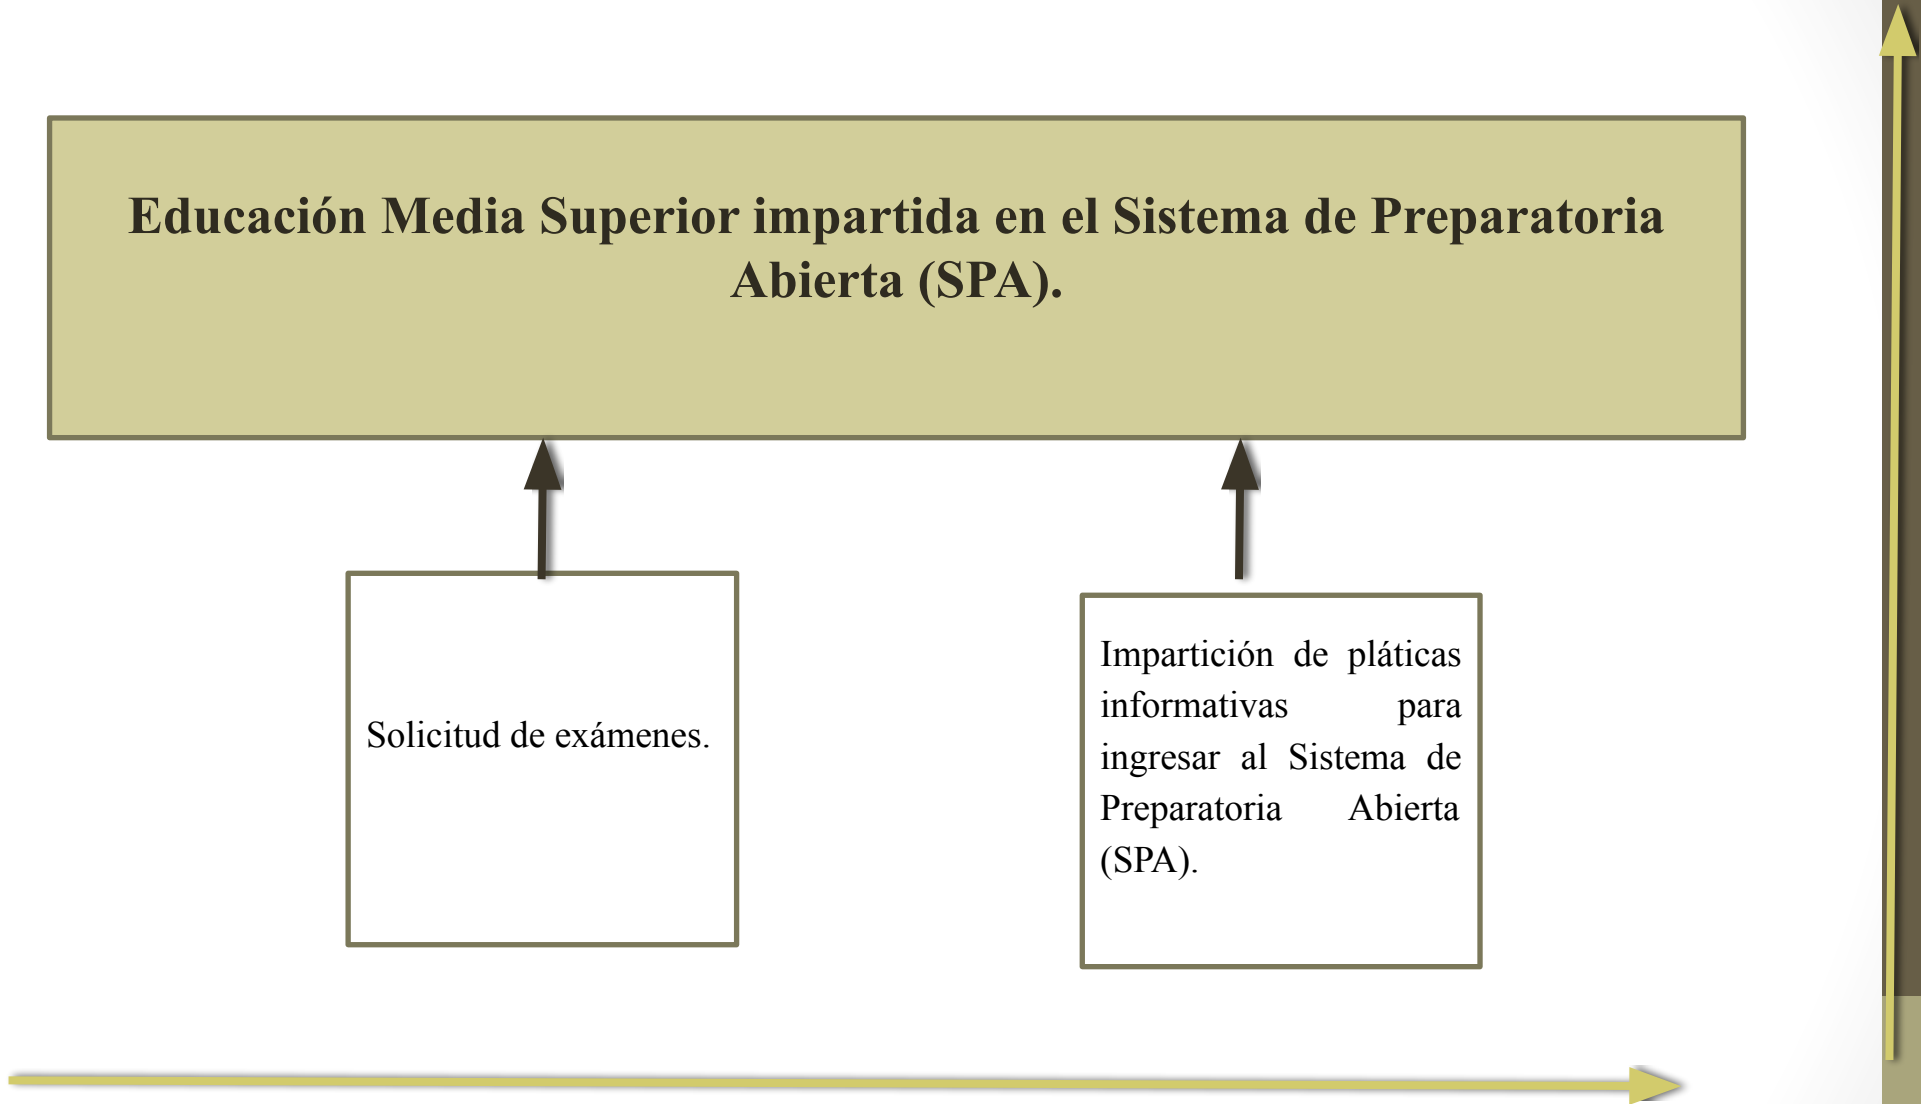 Educación Media Superior impartida en el Sistema de Preparatoria
Abierta (SPA).
Solicitud de exámenes.
Impartición de pláticas
informativas para
ingresar al Sistema de
Preparatoria Abierta
(SPA).